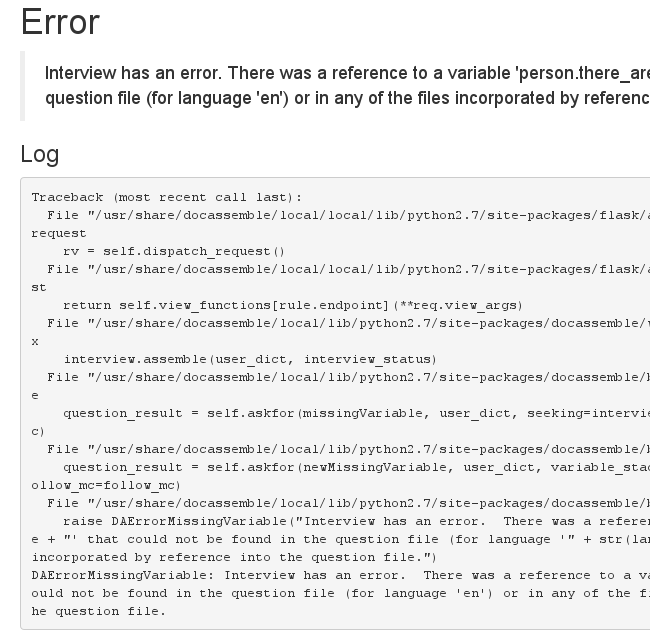 Error
Interview has an error. There was a reference to a variable 'person.there_are
question file (for language 'en') or in any of the files incorporated by referenc
Log
Traceback (most recent call last):
File "/usr/share/docassemble/local/local/lib/python2.7/site-packages/flask/a
request
rv = self.dispatch_request()
File "/usr/share/docassemble/local/local/lib/python2.7/site-packages/flask/a
st
return self.view_functions[rule.endpoint](**req.view_args)
File "/usr/share/docassemble/local/local/lib/python2.7/site-packages/docassemble/w
x
interview.assemble(user_dict, interview_status)
File "/usr/share/docassemble/local/local/lib/python2.7/site-packages/docassemble/b
e
question_result = self.askfor(missingVariable, user_dict, seeking=intervie
c)
File "/usr/share/docassemble/local/local/lib/python2.7/site-packages/docassemble/b
question_result = self.askfor(newMissingVariable, user_dict, variable_stac
ollow_mc=follow_mc)
File "/usr/share/docassemble/local/local/lib/python2.7/site-packages/docassemble/b
raise DAErrorMissingVariable("Interview has an error.  There was a referen
e + "' that could not be found in the question file (for language '" + str(lan
incorporated by reference into the question file.")
DAErrorMissingVariable: Interview has an error.  There was a reference to a va
ould not be found in the question file (for language 'en') or in any of the fi
he question file.